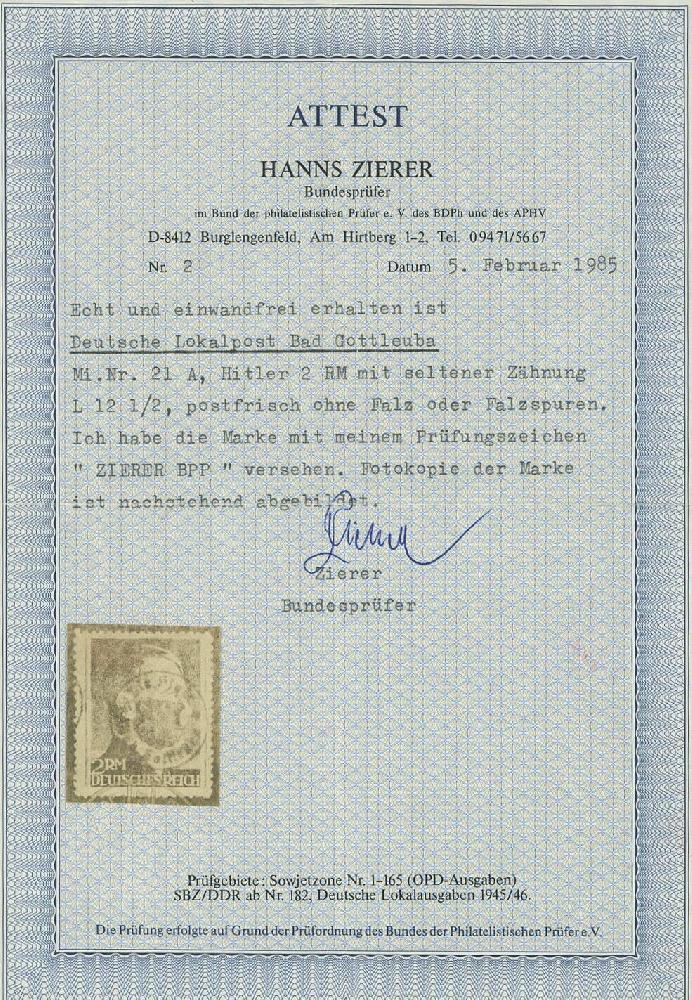 ATTEST
HANNS ZIERER
Bundesprüfer
im Bund der philatelistischen Prüfer e. V. des BDPh und des APHV
D-8412 Burglengenfeld, Am Hirtberg 1-2, Tel. 09471/5667
Nr. 2 Datum 5. Februar 1985
Echt und einwandfrei erhalten ist
Deutsche Lokalpost Bad Gottleuba
Mi.Nr. 21 A, Hitler 2 RM mit seltener Zähnung
L 12 1/2, postfrisch ohne Falz oder Falzspuren.
Ich habe die Marke mit meinem Prüfungszeichen
" ZIERER BPP " versehen. Fotokopie der Marke
ist nachstehend abgebildet.
Zierer
Zierer
Bundesprüfer
2RM
DEUTSCHES REICH
Prüfgebiete: Sowjetzone Nr. 1-165 (OPD-Ausgaben)
SBZ/DDR ab Nr. 182, Deutsche Lokalausgaben 1945/46.
Die Prüfung erfolgte auf Grund der Prüfordnung des Bundes der Philatelistischen Prüfer e.V.